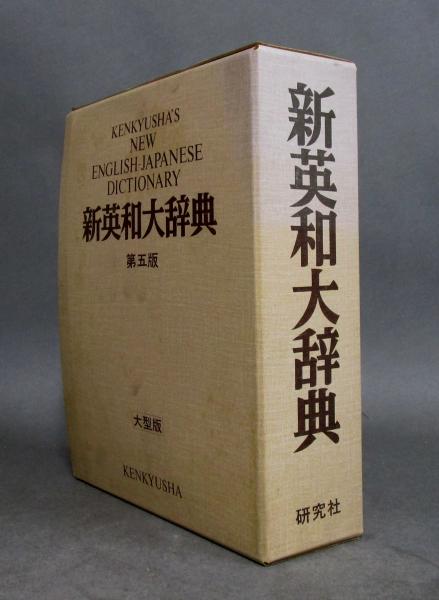 KENKYUSHA'S
NEW
ENGLISH-JAPANESE
DICTIONARY
新英和大辞典
第五版
大型版
KENKYUSHA
新英和大辞典
研究社